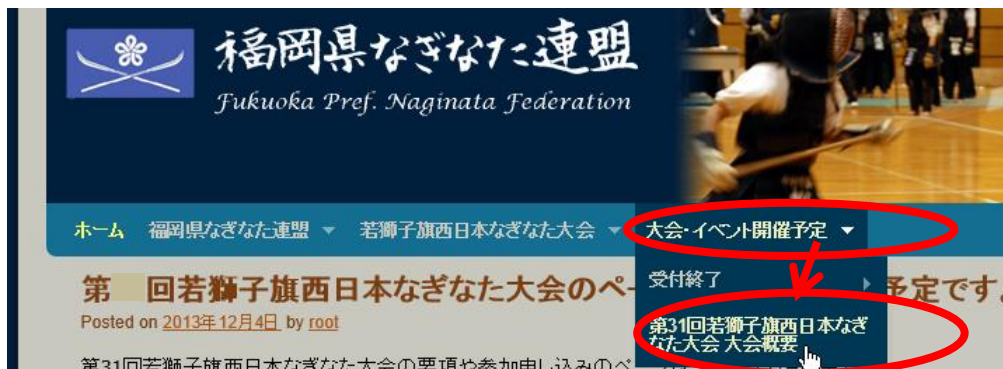 福岡県なぎなた連盟
Fukuoka Pref. Naginata Federation
ホーム 福岡県なぎなた連盟 若獅子旗西日本なぎなた大会 大会・イベント開催予定
受付終了
第31回若獅子旗西日本なぎ
なた大会 大会概要
第 回若獅子旗西日本なぎなた大会のペー 予定です。
Posted on 2013年12月4日 by root
第31回若獅子旗西日本なぎなた大会の要項や参加申し込みのペ